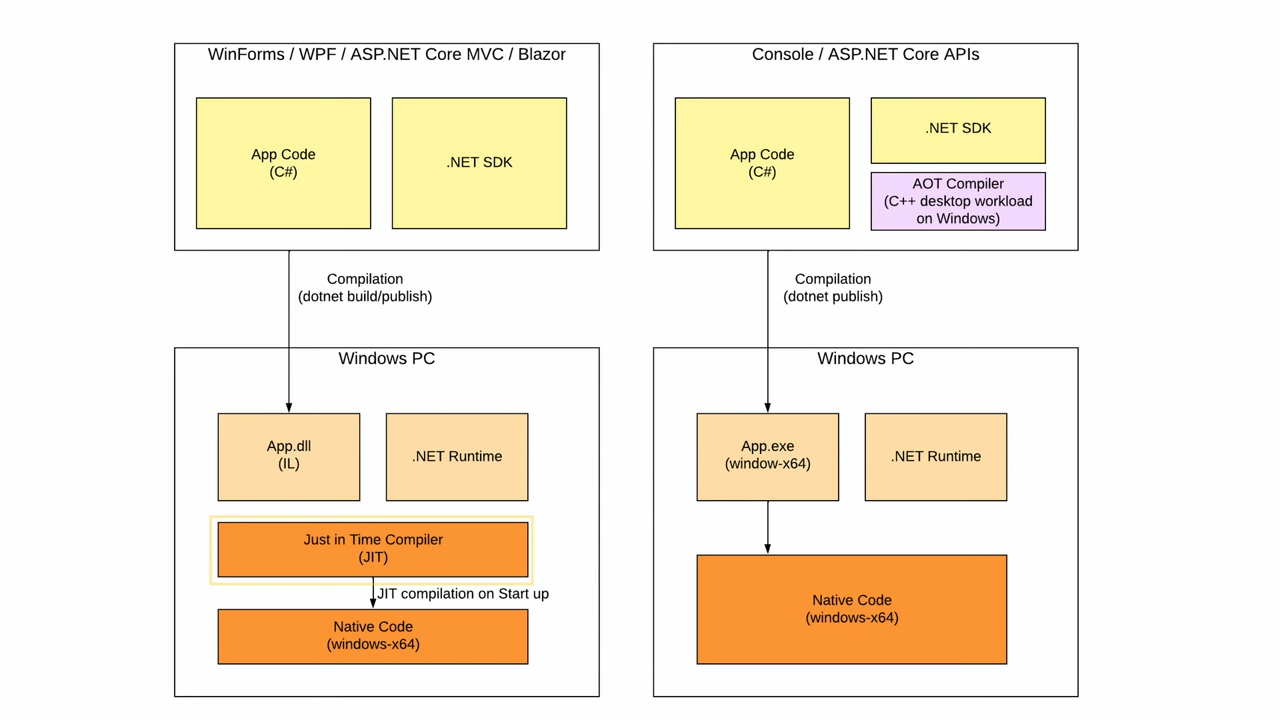 WinForms / WPF / ASP.NET Core MVC / Blazor
App Code
(C#)
.NET SDK
Compilation
(dotnet build/publish)
Windows PC
App.dll
(IL)
.NET Runtime
Just in Time Compiler
(JIT)
JIT compilation on Start up
Native Code
(windows-x64)
Console / ASP.NET Core APIs
App Code
(C#)
.NET SDK
AOT Compiler
(C++ desktop workload
on Windows)
Compilation
(dotnet publish)
Windows PC
App.exe
(window-x64)
.NET Runtime
Native Code
(windows-x64)